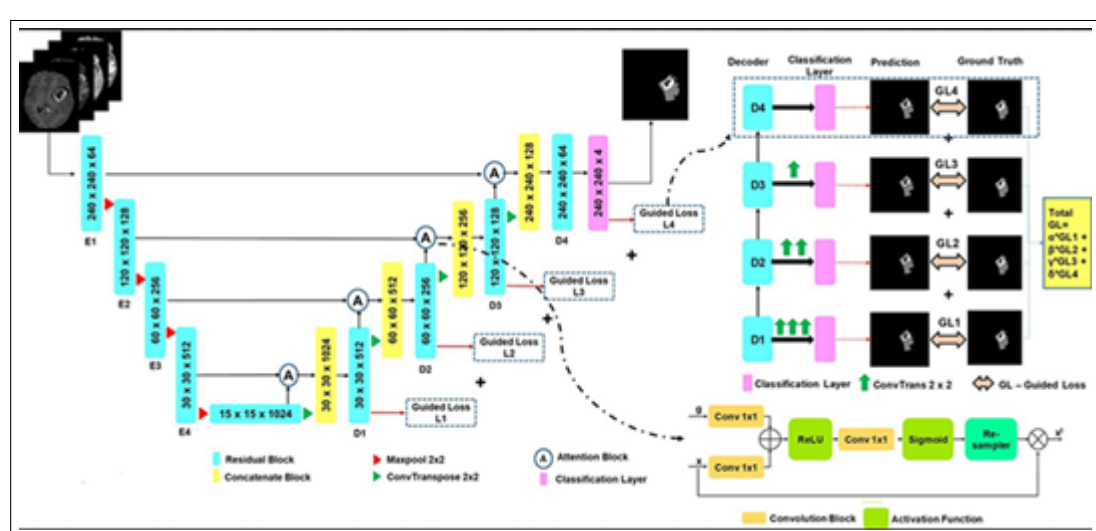 240 x 240 x 64
E1
120 x 120 x 128
E2
60 x 60 x 256
E3
30 x 30 x 512
E4
15 x 15 x 1024
A
30 x 30 x 1024
30 x 30 x 512
D1
Guided Loss
L1
A
60 x 60 x 512
60 x 60 x 256
D2
Guided Loss
L2
+
A
120 x 120 x 256
120 x 120 x 128
D3
Guided Loss
L3
+
A
240 x 240 x 128
240 x 240 x 64
D4
240 x 240 x 4
Guided Loss
L4
+
Residual Block
Concatenate Block
Maxpool 2x2
ConvTranspose 2x2
A
Attention Block
Classification Layer
Decoder
Classification
Layer
Prediction
Ground Truth
D4
GL4
+
+
D3
GL3
+
+
D2
GL2
+
+
D1
GL1
Total
GL=
α*GL1 +
β*GL2 +
γ*GL3 +
δ*GL4
Classification Layer
ConvTrans 2 x 2
GL – Guided Loss
g
Conv 1x1
x
Conv 1x1
ReLU
Conv 1x1
Sigmoid
Re-
sampler
x'
Convolution Block
Activation Function